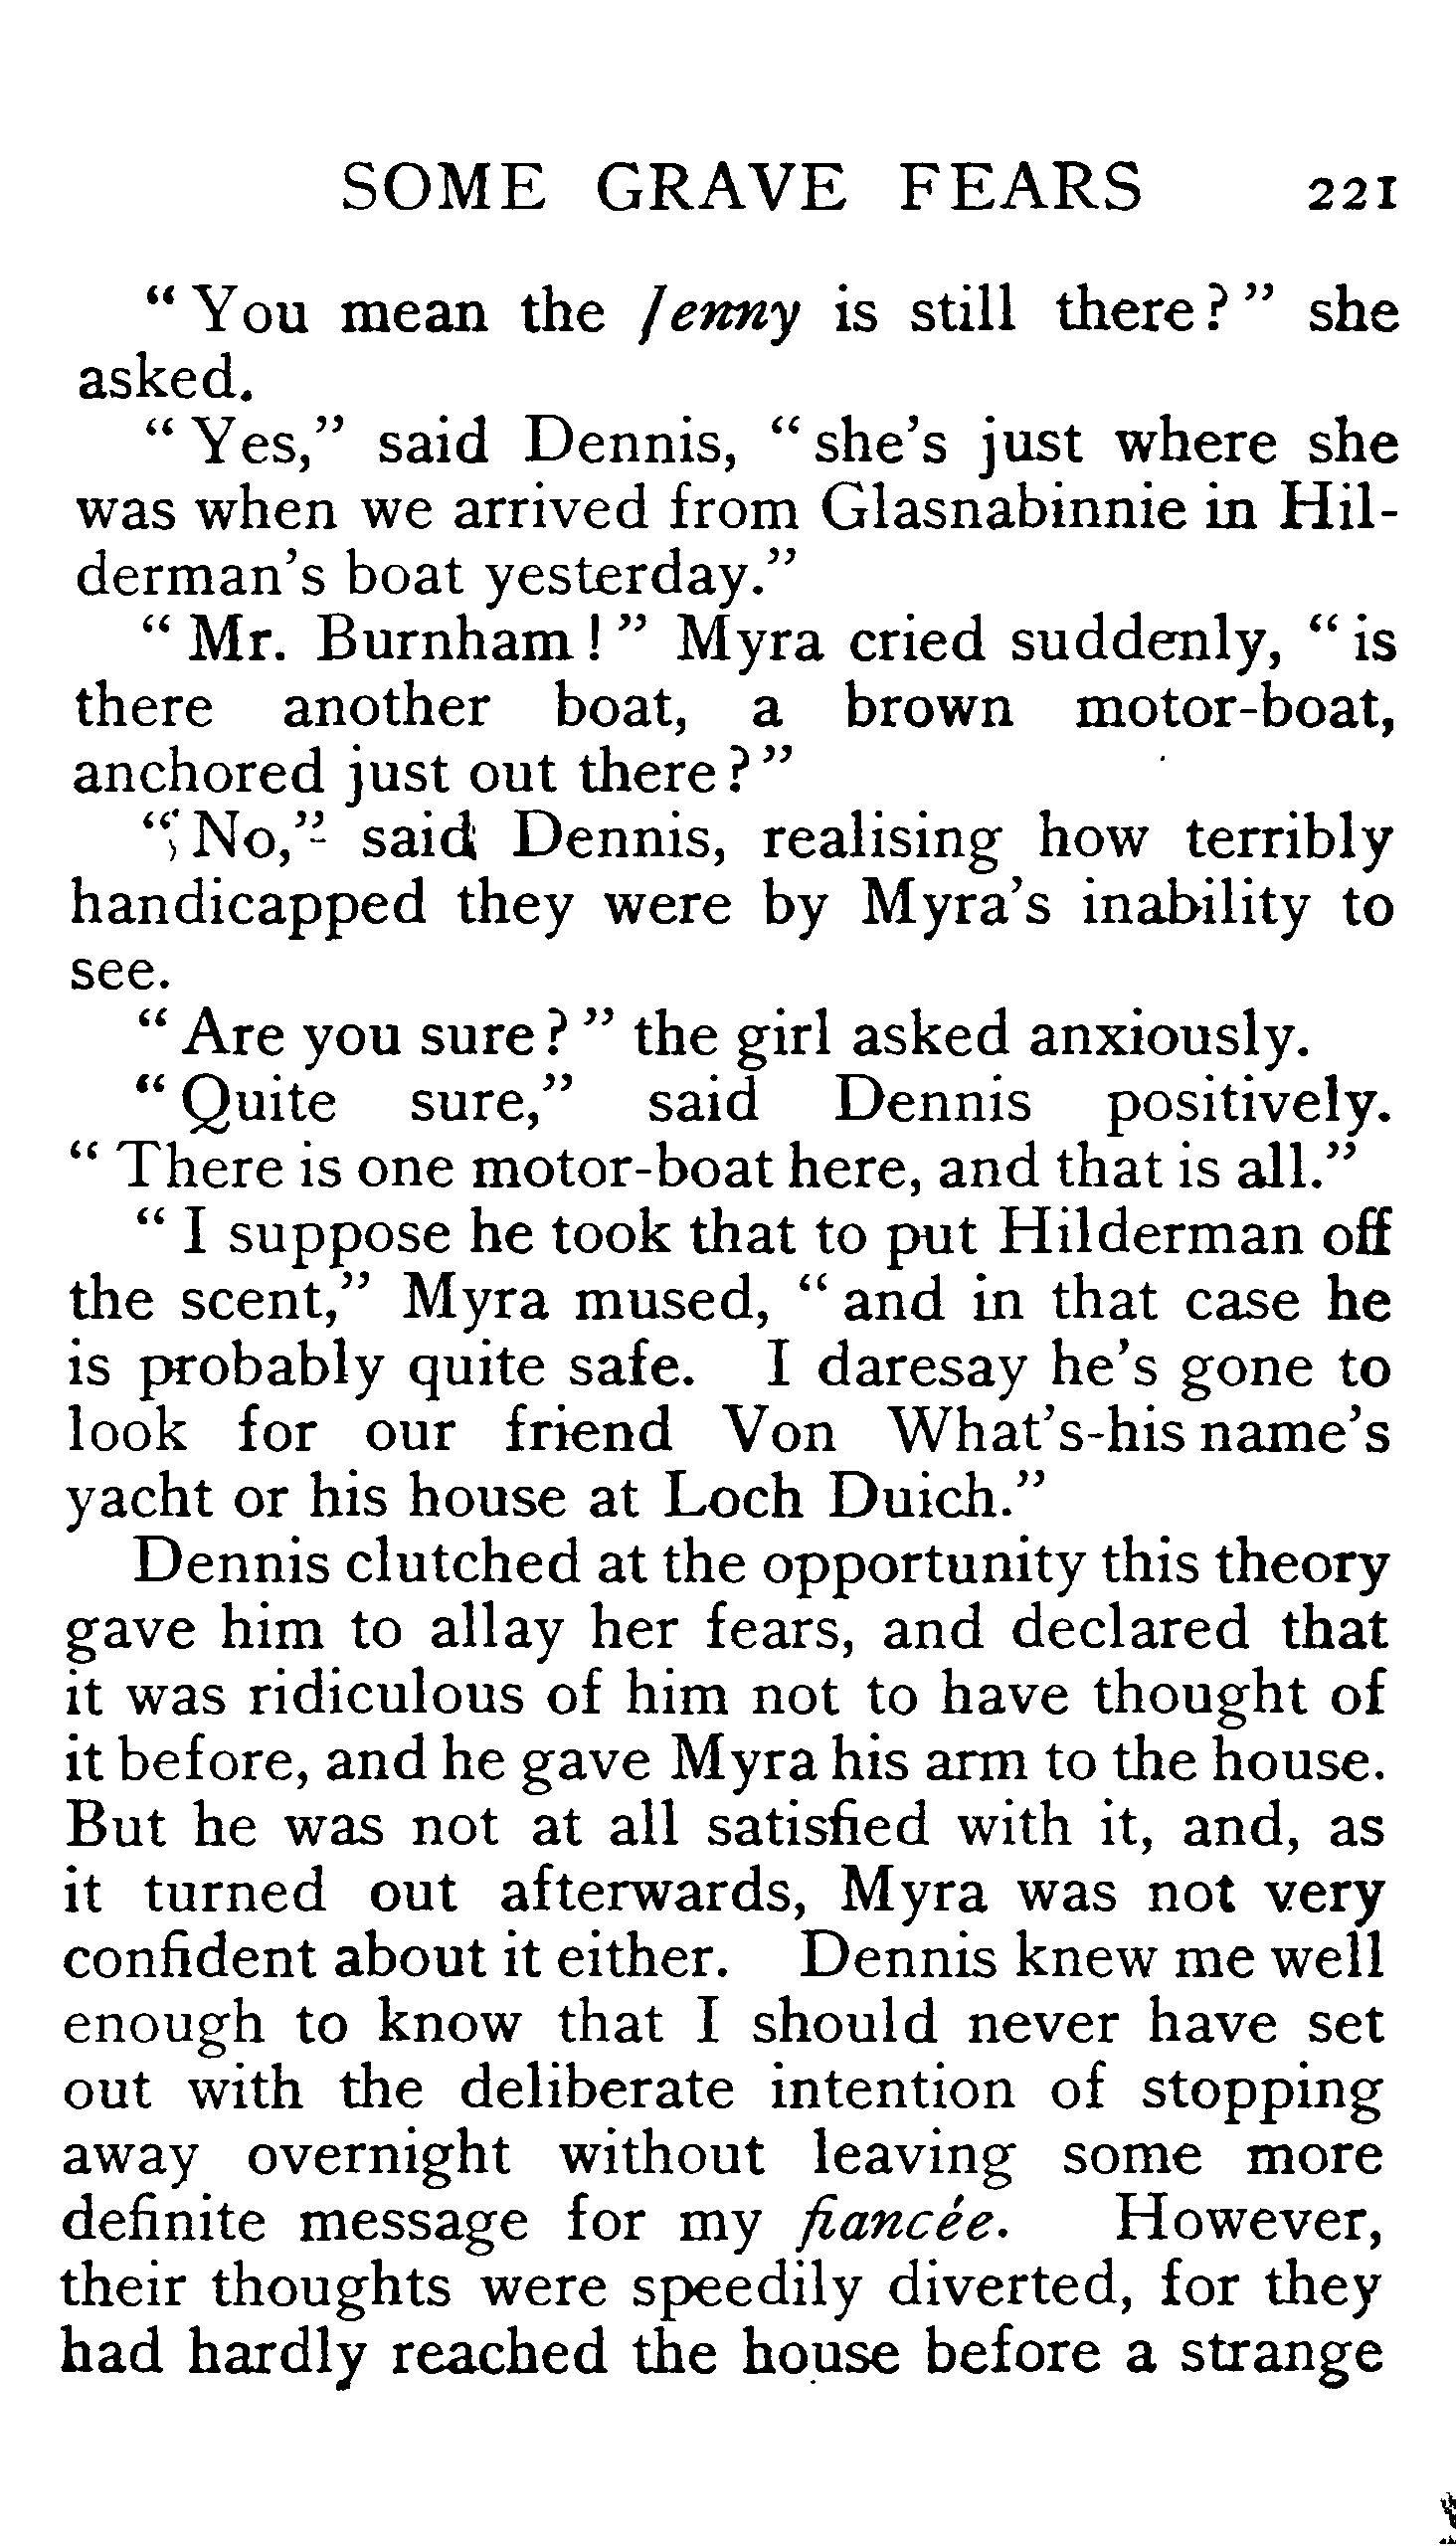 SOME GRAVE FEARS 221
“ You mean the Jenny is still there ? ” she
asked.
“ Yes,” said Dennis, “ she’s just where she
was when we arrived from Glasnabinnie in Hil-
derman’s boat yesterday.”
“ Mr. Burnham ! ” Myra cried suddenly, “ is
there another boat, a brown motor-boat,
anchored just out there ? ”
“ No,” said Dennis, realising how terribly
handicapped they were by Myra’s inability to
see.
“ Are you sure ? ” the girl asked anxiously.
“ Quite sure,” said Dennis positively.
“ There is one motor-boat here, and that is all.”
“ I suppose he took that to put Hilderman off
the scent,” Myra mused, “ and in that case he
is probably quite safe. I daresay he’s gone to
look for our friend Von What’s-his name’s
yacht or his house at Loch Duich.”
Dennis clutched at the opportunity this theory
gave him to allay her fears, and declared that
it was ridiculous of him not to have thought of
it before, and he gave Myra his arm to the house.
But he was not at all satisfied with it, and, as
it turned out afterwards, Myra was not very
confident about it either. Dennis knew me well
enough to know that I should never have set
out with the deliberate intention of stopping
away overnight without leaving some more
definite message for my fiancée. However,
their thoughts were speedily diverted, for they
had hardly reached the house before a strange